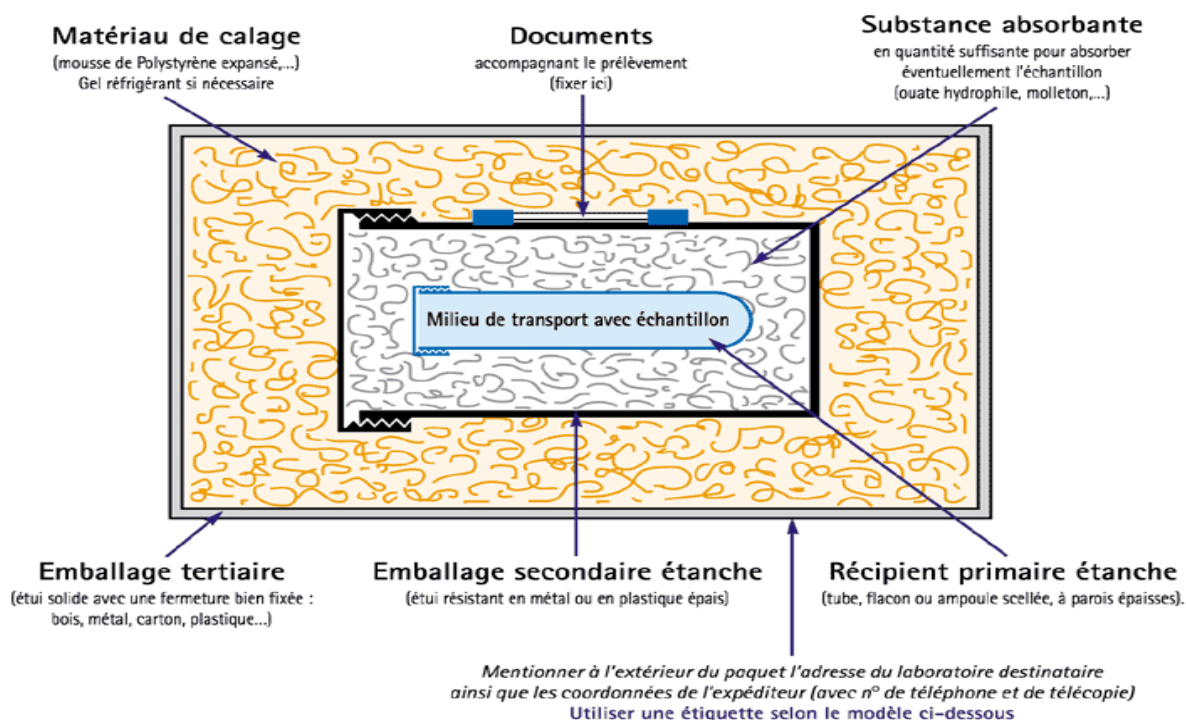 Matériau de calage
(mousse de Polystyrène expansé,...)
Gel réfrigérant si nécessaire
Documents
accompagnant le prélèvement
(fixer ici)
Substance absorbante
en quantité suffisante pour absorber
éventuellement l'échantillon
(ouate hydrophile, molleton,...)
Milieu de transport avec échantillon
Emballage tertiaire
(étui solide avec une fermeture bien fixée :
bois, métal, carton, plastique...)
Emballage secondaire étanche
(étui résistant en métal ou en plastique épais)
Récipient primaire étanche
(tube, flacon ou ampoule scellée, à parois épaisses).
Mentionner à l'extérieur du paquet l'adresse du laboratoire destinataire
ainsi que les coordonnées de l'expéditeur (avec n° de téléphone et de télécopie)
Utiliser une étiquette selon le modèle ci-dessous